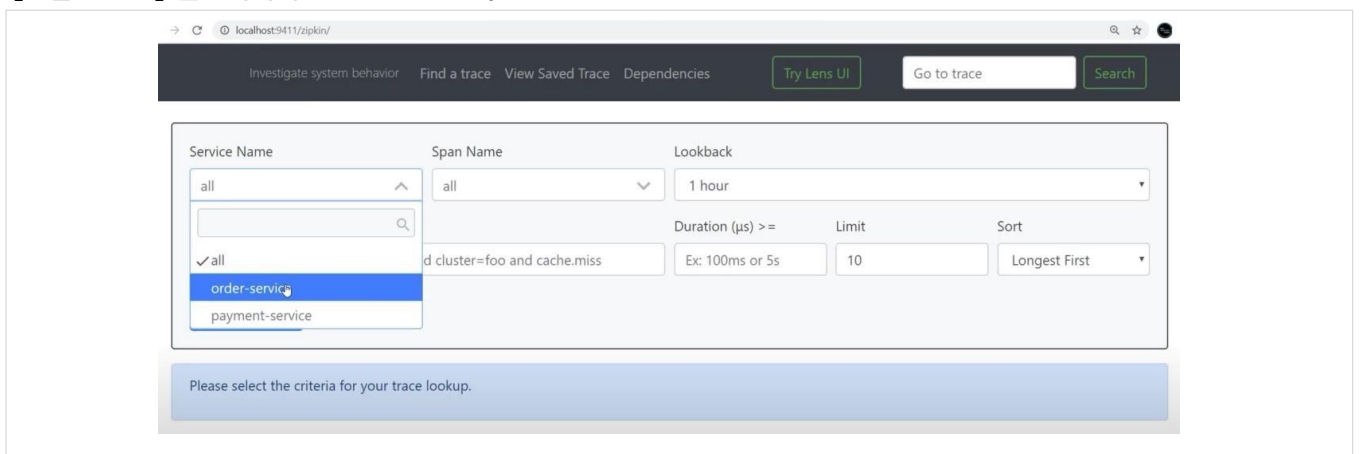 localhost:9411/zipkin/
Investigate system behavior Find a trace View Saved Trace Dependencies Try Lens UI Go to trace Search
Service Name Span Name Lookback
all all 1 hour
Duration (μs) >= Limit Sort
all d cluster=foo and cache.miss Ex: 100ms or 5s 10 Longest First
order-service
payment-service
Please select the criteria for your trace lookup.